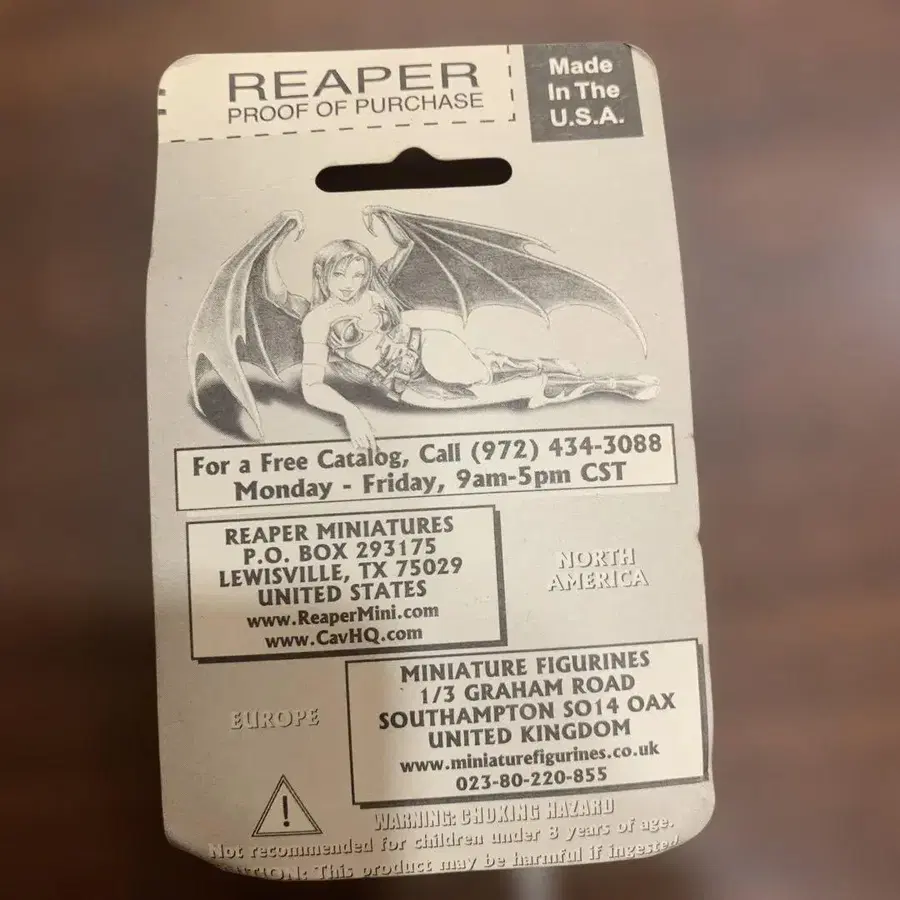 REAPER
PROOF OF PURCHASE
Made
In The
U.S.A.
For a Free Catalog, Call (972) 434-3088
Monday - Friday, 9am-5pm CST
REAPER MINIATURES
P.O. BOX 293175
LEWISVILLE, TX 75029
UNITED STATES
www.ReaperMini.com
www.CavHQ.com
NORTH
AMERICA
MINIATURE FIGURINES
1/3 GRAHAM ROAD
SOUTHAMPTON SO14 OAX
UNITED KINGDOM
www.miniaturefigurines.co.uk
023-80-220-855
EUROPE
!
WARNING: CHOKING HAZARD
Not recommended for children under 8 years of age.
This product may be harmful if ingested